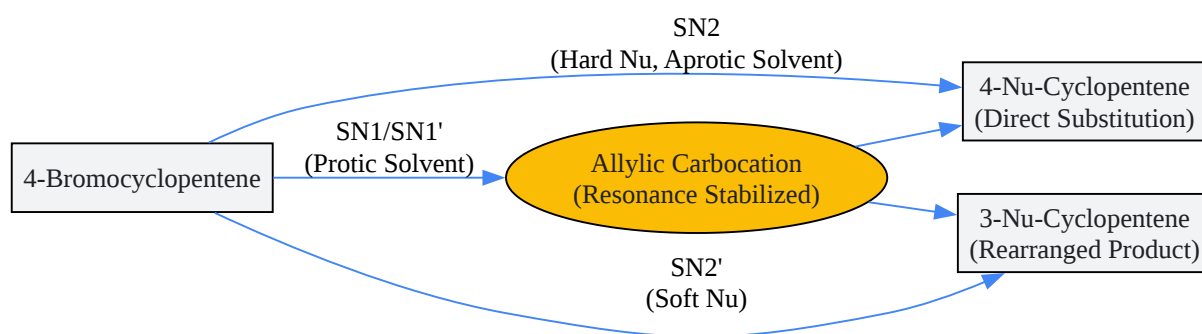 SN2
(Hard Nu, Aprotic Solvent)
4-Nu-Cyclopentene
(Direct Substitution)
SN1/SN1'
(Protic Solvent)
4-Bromocyclopentene
Allylic Carbocation
(Resonance Stabilized)
3-Nu-Cyclopentene
(Rearranged Product)
SN2'
(Soft Nu)